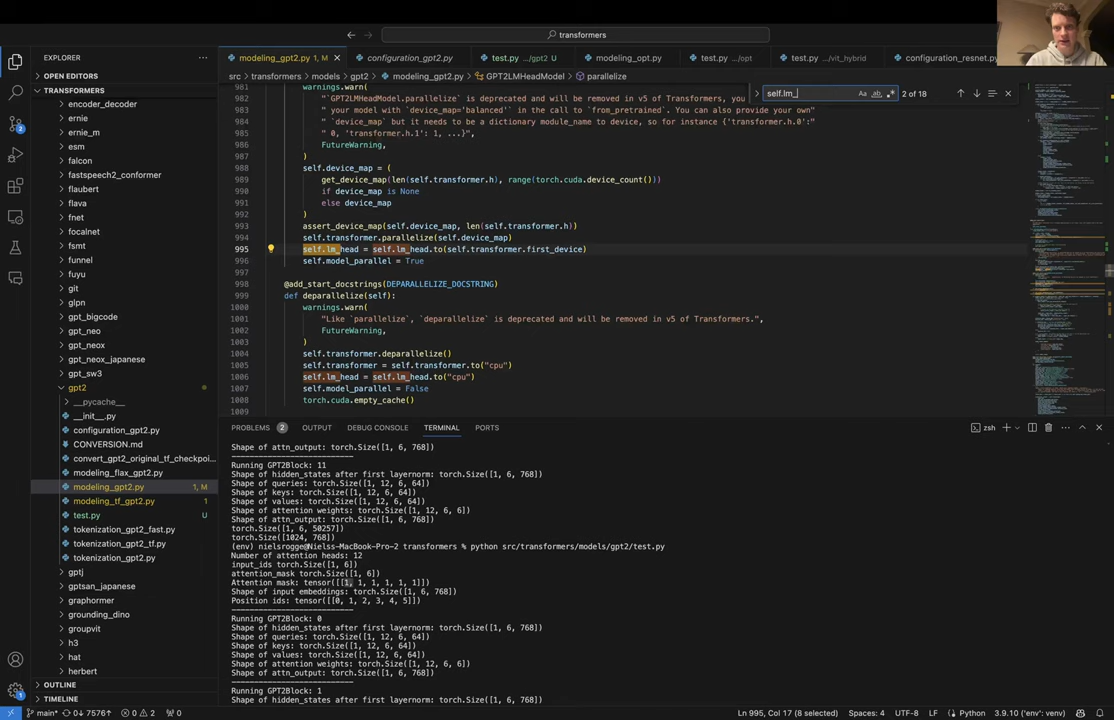 transformers
EXPLORER
OPEN EDITORS
TRANSFORMERS
encoder_decoder
ernie
ernie_m
esm
falcon
fastspeech2_conformer
flaubert
flava
fnet
focalnet
fsmt
funnel
fuyu
git
glpn
gpt_bigcode
gpt_neo
gpt_neox
gpt_neox_japanese
gpt_sw3
gpt2
__pycache__
__init__.py
configuration_gpt2.py
CONVERSION.md
convert_gpt2_original_tf_checkpoi...
modeling_flax_gpt2.py
modeling_gpt2.py 1, M
modeling_tf_gpt2.py 1
test.py U
tokenization_gpt2_fast.py
tokenization_gpt2_tf.py
tokenization_gpt2.py
gptj
gptsan_japanese
graphormer
grounding_dino
groupvit
h3
hat
herbert
OUTLINE
TIMELINE
modeling_gpt2.py 1, M configuration_gpt2.py test.py .../gpt2 U modeling_opt.py test.py .../opt test.py .../vit_hybrid configuration_resnet.py
src > transformers > models > gpt2 > modeling_gpt2.py > GPT2LMHeadModel > parallelize
self.lm_ Aa ab 2 of 18
981 warnings.warn(
982 "`GPT2LMHeadModel.parallelize` is deprecated and will be removed in v5 of Transformers, you
983 " your model with `device_map='balanced'` in the call to `from_pretrained`. You can also provide your own"
984 " `device_map` but it needs to be a dictionary module_name to device, so for instance {'transformer.h.0':"
985 " 0, 'transformer.h.1': 1, ...}",
986 FutureWarning,
987 )
988 self.device_map = (
989 get_device_map(len(self.transformer.h), range(torch.cuda.device_count()))
990 if device_map is None
991 else device_map
992 )
993 assert_device_map(self.device_map, len(self.transformer.h))
994 self.transformer.parallelize(self.device_map)
995 self.lm_head = self.lm_head.to(self.transformer.first_device)
996 self.model_parallel = True
997
998 @add_start_docstrings(DEPARALLELIZE_DOCSTRING)
999 def deparallelize(self):
1000 warnings.warn(
1001 "Like `parallelize`, `deparallelize` is deprecated and will be removed in v5 of Transformers.",
1002 FutureWarning,
1003 )
1004 self.transformer.deparallelize()
1005 self.transformer = self.transformer.to("cpu")
1006 self.lm_head = self.lm_head.to("cpu")
1007 self.model_parallel = False
1008 torch.cuda.empty_cache()
1009
PROBLEMS 2 OUTPUT DEBUG CONSOLE TERMINAL PORTS zsh
Shape of attn_output: torch.Size([1, 6, 768])
--------------------------
Running GPT2Block: 11
Shape of hidden_states after first layernorm: torch.Size([1, 6, 768])
Shape of queries: torch.Size([1, 12, 6, 64])
Shape of keys: torch.Size([1, 12, 6, 64])
Shape of values: torch.Size([1, 12, 6, 64])
Shape of attention weights: torch.Size([1, 12, 6, 6])
Shape of attn_output: torch.Size([1, 6, 768])
torch.Size([1, 6, 50257])
torch.Size([1024, 768])
(env) nielsrogge@Nielss-MacBook-Pro-2 transformers % python src/transformers/models/gpt2/test.py
Number of attention heads: 12
input_ids torch.Size([1, 6])
attention_mask torch.Size([1, 6])
Attention mask: tensor([[1, 1, 1, 1, 1, 1]])
Shape of input embeddings: torch.Size([1, 6, 768])
Position ids: tensor([[0, 1, 2, 3, 4, 5]])
--------------------------
Running GPT2Block: 0
Shape of hidden_states after first layernorm: torch.Size([1, 6, 768])
Shape of queries: torch.Size([1, 12, 6, 64])
Shape of keys: torch.Size([1, 12, 6, 64])
Shape of values: torch.Size([1, 12, 6, 64])
Shape of attention weights: torch.Size([1, 12, 6, 6])
Shape of attn_output: torch.Size([1, 6, 768])
--------------------------
Running GPT2Block: 1
Shape of hidden_states after first layernorm: torch.Size([1, 6, 768])
main* 0↓ 7576↑ 0 2 0 Ln 995, Col 17 (8 selected) Spaces: 4 UTF-8 LF Python 3.9.10 ('env': venv)